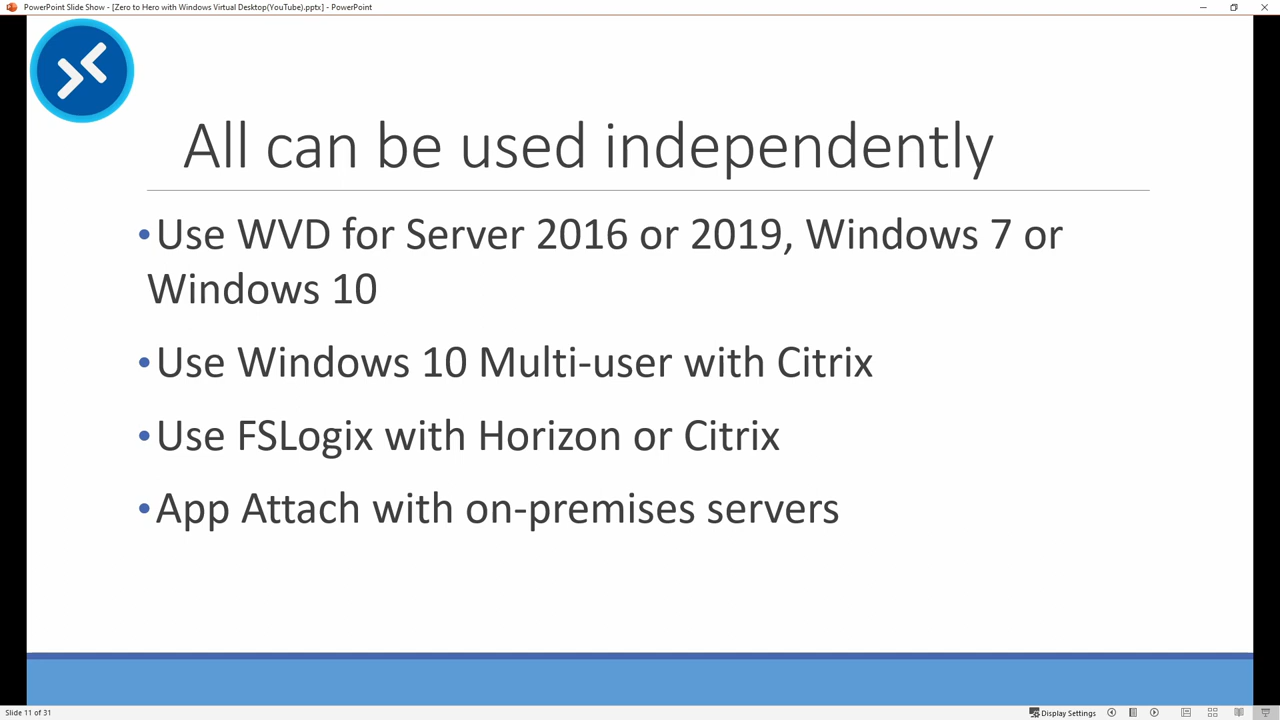 PowerPoint Slide Show - [Zero to Hero with Windows Virtual Desktop(YouTube).pptx] - PowerPoint
All can be used independently
•Use WVD for Server 2016 or 2019, Windows 7 or
Windows 10
•Use Windows 10 Multi-user with Citrix
•Use FSLogix with Horizon or Citrix
•App Attach with on-premises servers
Slide 11 of 31
Display Settings